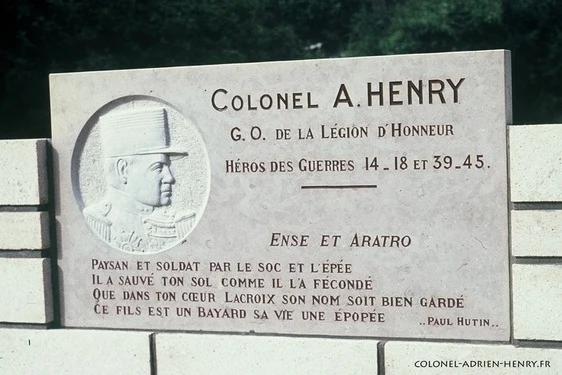 COLONEL A. HENRY
G.O. DE LA LÉGION D'HONNEUR
HÉROS DES GUERRES 14-18 ET 39-45.
ENSE ET ARATRO
PAYSAN ET SOLDAT PAR LE SOC ET L'ÉPÉE
IL A SAUVÉ TON SOL COMME IL L'A FÉCONDÉ
QUE DANS TON CŒUR LACROIX SON NOM SOIT BIEN GARDÉ
CE FILS EST UN BAYARD SA VIE UNE ÉPOPÉE
..PAUL HUTIN..
COLONEL-ADRIEN-HENRY.FR